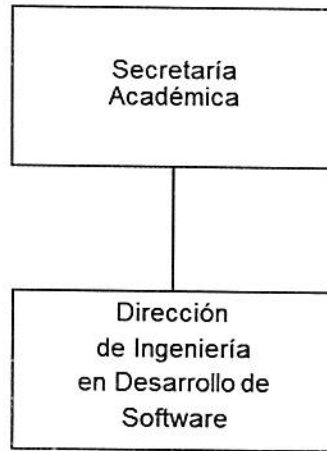 Secretaría
Académica
Dirección
de Ingeniería
en Desarrollo de
Software